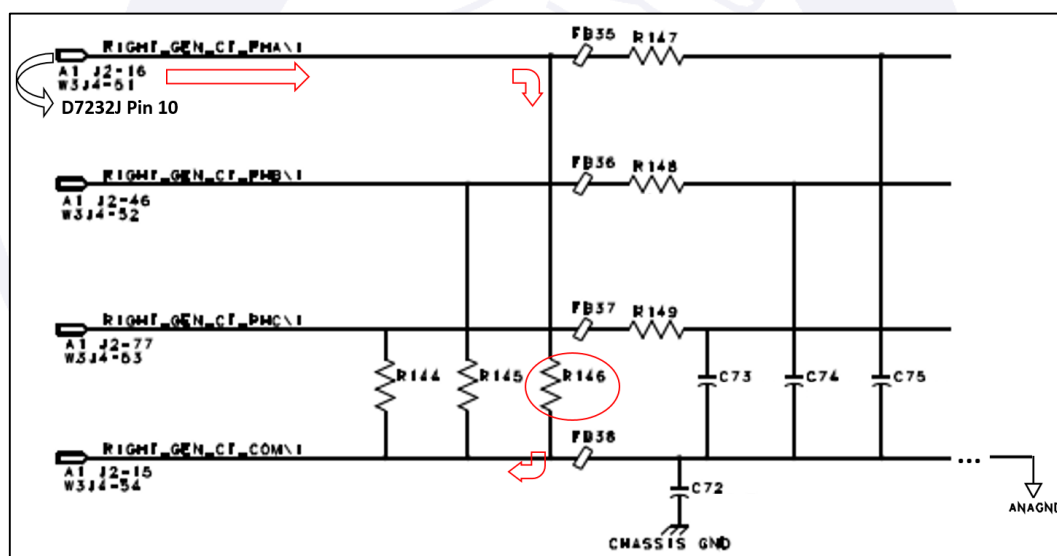 RIGHT_GEN_CT_PHA\I
FB35
R147
A1 J2-16
W3J4-51
D7232J Pin 10
RIGHT_GEN_CT_PHB\I
FB36
R148
A1 J2-46
W3J4-52
RIGHT_GEN_CT_PHC\I
FB37
R149
A1 J2-77
W3J4-53
R144
R145
R146
C73
C74
C75
RIGHT_GEN_CT_COM\I
FB38
A1 J2-15
W3J4-54
C72
...
ANAGND
CHASSIS GND